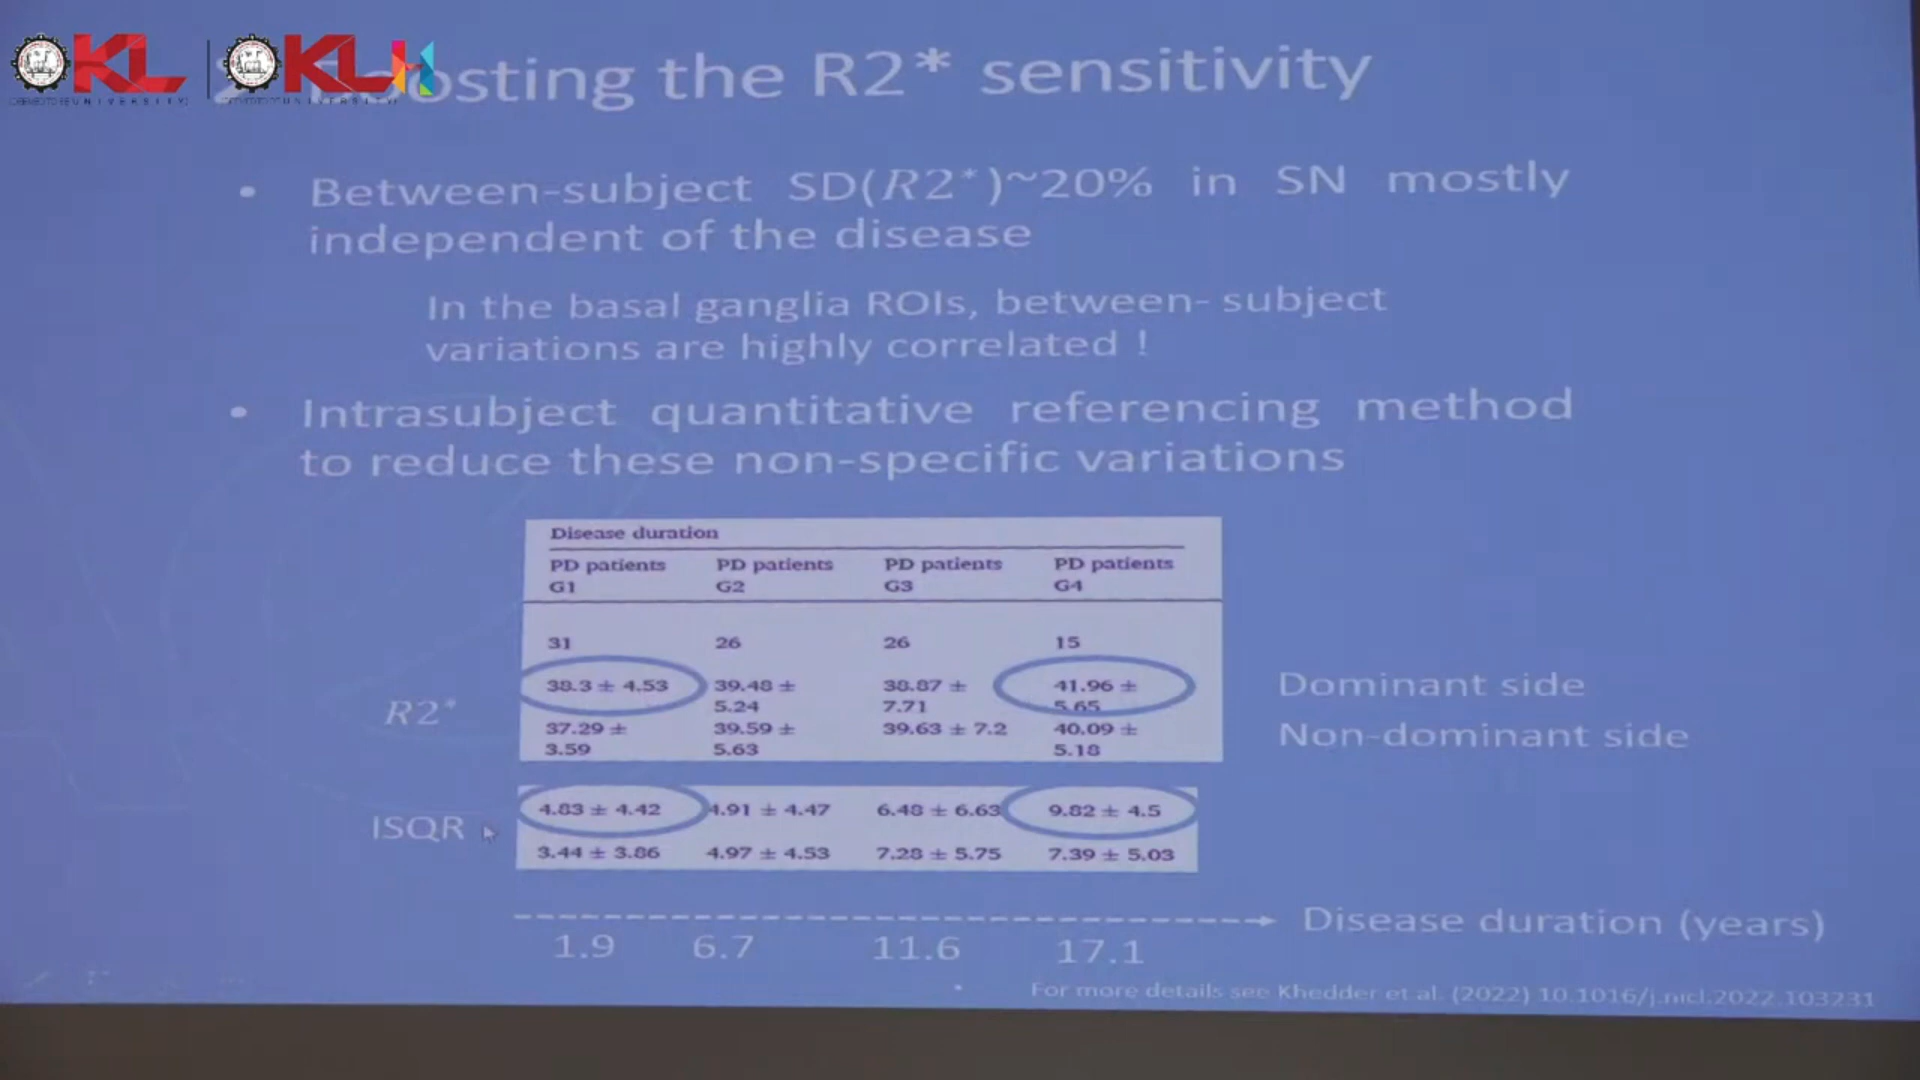 KL | KLH
UNIVERSITY) UNIVERSITY)
osting the R2* sensitivity
• Between-subject SD(R2*)~20% in SN mostly
independent of the disease
In the basal ganglia ROIs, between- subject
variations are highly correlated !
• Intrasubject quantitative referencing method
to reduce these non-specific variations
Disease duration
PD patients PD patients PD patients PD patients
G1 G2 G3 G4
31 26 26 15
38.3 ± 4.53 39.48 ± 38.87 ± 41.96 ± Dominant side
R2* 5.24 7.71 5.65
37.29 ± 39.59 ± 39.63 ± 7.2 40.09 ± Non-dominant side
3.59 5.63 5.18
4.83 ± 4.42 4.91 ± 4.47 6.48 ± 6.63 9.82 ± 4.5
ISQR
3.44 ± 3.86 4.97 ± 4.53 7.28 ± 5.75 7.39 ± 5.03
Disease duration (years)
1.9 6.7 11.6 17.1
For more details see Khedder et al. (2022) 10.1016/j.nicl.2022.103231